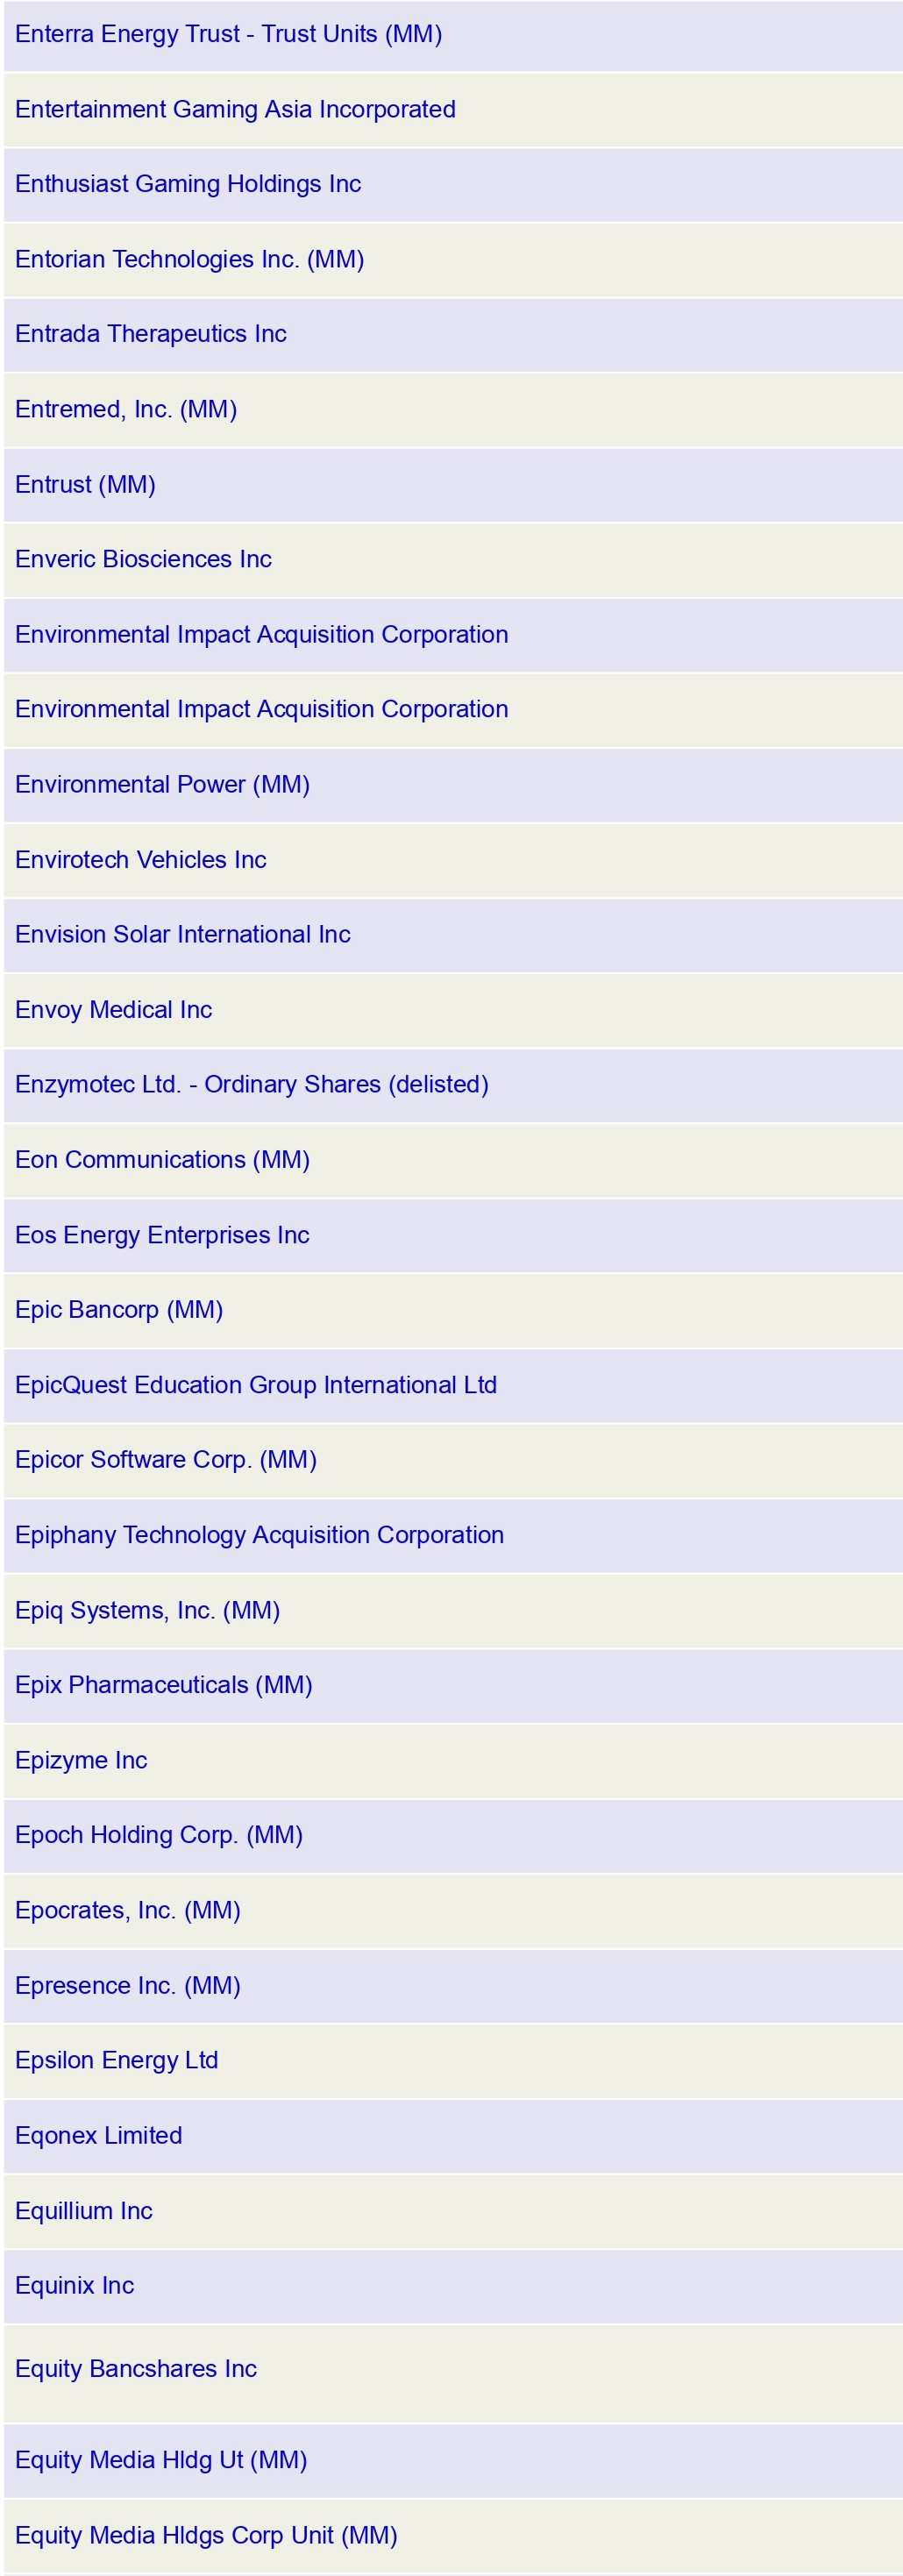 Enterra Energy Trust - Trust Units (MM)
Entertainment Gaming Asia Incorporated
Enthusiast Gaming Holdings Inc
Entorian Technologies Inc. (MM)
Entrada Therapeutics Inc
Entremed, Inc. (MM)
Entrust (MM)
Enveric Biosciences Inc
Environmental Impact Acquisition Corporation
Environmental Impact Acquisition Corporation
Environmental Power (MM)
Envirotech Vehicles Inc
Envision Solar International Inc
Envoy Medical Inc
Enzymotec Ltd. - Ordinary Shares (delisted)
Eon Communications (MM)
Eos Energy Enterprises Inc
Epic Bancorp (MM)
EpicQuest Education Group International Ltd
Epicor Software Corp. (MM)
Epiphany Technology Acquisition Corporation
Epiq Systems, Inc. (MM)
Epix Pharmaceuticals (MM)
Epizyme Inc
Epoch Holding Corp. (MM)
Epocrates, Inc. (MM)
Epresence Inc. (MM)
Epsilon Energy Ltd
Eqonex Limited
Equillium Inc
Equinix Inc
Equity Bancshares Inc
Equity Media Hldg Ut (MM)
Equity Media Hldgs Corp Unit (MM)